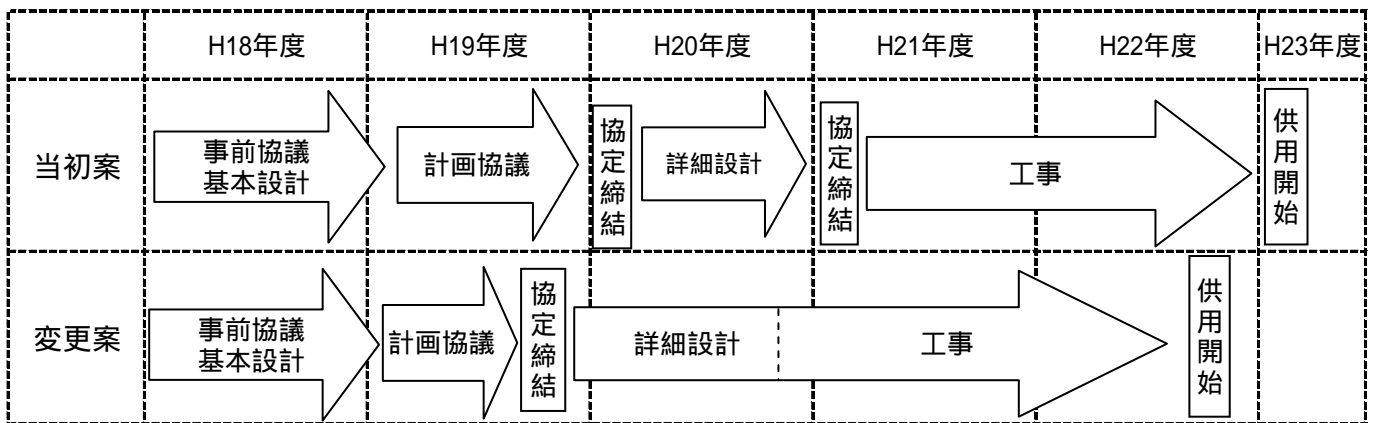 H18年度 H19年度 H20年度 H21年度 H22年度 H23年度
当初案
事前協議
基本設計
計画協議
協定締結
詳細設計
協定締結
工事
供用開始
変更案
事前協議
基本設計
計画協議
協定締結
詳細設計
工事
供用開始